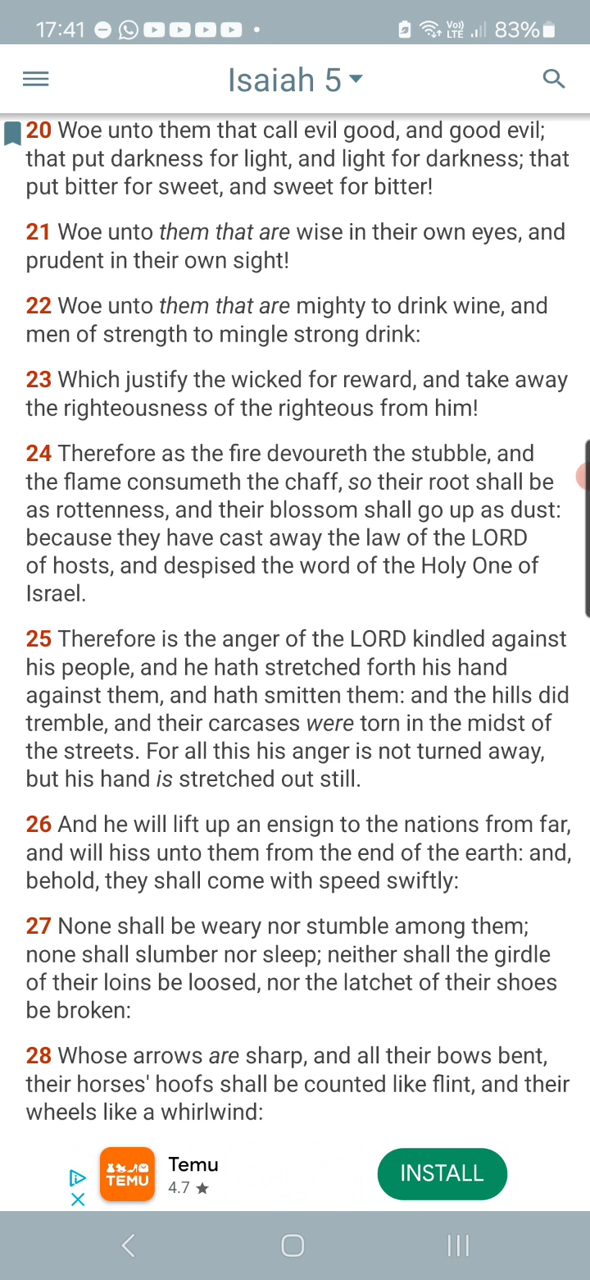 17:41
Vo))
LTE
83%
Isaiah 5
20 Woe unto them that call evil good, and good evil;
that put darkness for light, and light for darkness; that
put bitter for sweet, and sweet for bitter!
21 Woe unto them that are wise in their own eyes, and
prudent in their own sight!
22 Woe unto them that are mighty to drink wine, and
men of strength to mingle strong drink:
23 Which justify the wicked for reward, and take away
the righteousness of the righteous from him!
24 Therefore as the fire devoureth the stubble, and
the flame consumeth the chaff, so their root shall be
as rottenness, and their blossom shall go up as dust:
because they have cast away the law of the LORD
of hosts, and despised the word of the Holy One of
Israel.
25 Therefore is the anger of the LORD kindled against
his people, and he hath stretched forth his hand
against them, and hath smitten them: and the hills did
tremble, and their carcases were torn in the midst of
the streets. For all this his anger is not turned away,
but his hand is stretched out still.
26 And he will lift up an ensign to the nations from far,
and will hiss unto them from the end of the earth: and,
behold, they shall come with speed swiftly:
27 None shall be weary nor stumble among them;
none shall slumber nor sleep; neither shall the girdle
of their loins be loosed, nor the latchet of their shoes
be broken:
28 Whose arrows are sharp, and all their bows bent,
their horses' hoofs shall be counted like flint, and their
wheels like a whirlwind:
TEMU
Temu
4.7 ★
INSTALL